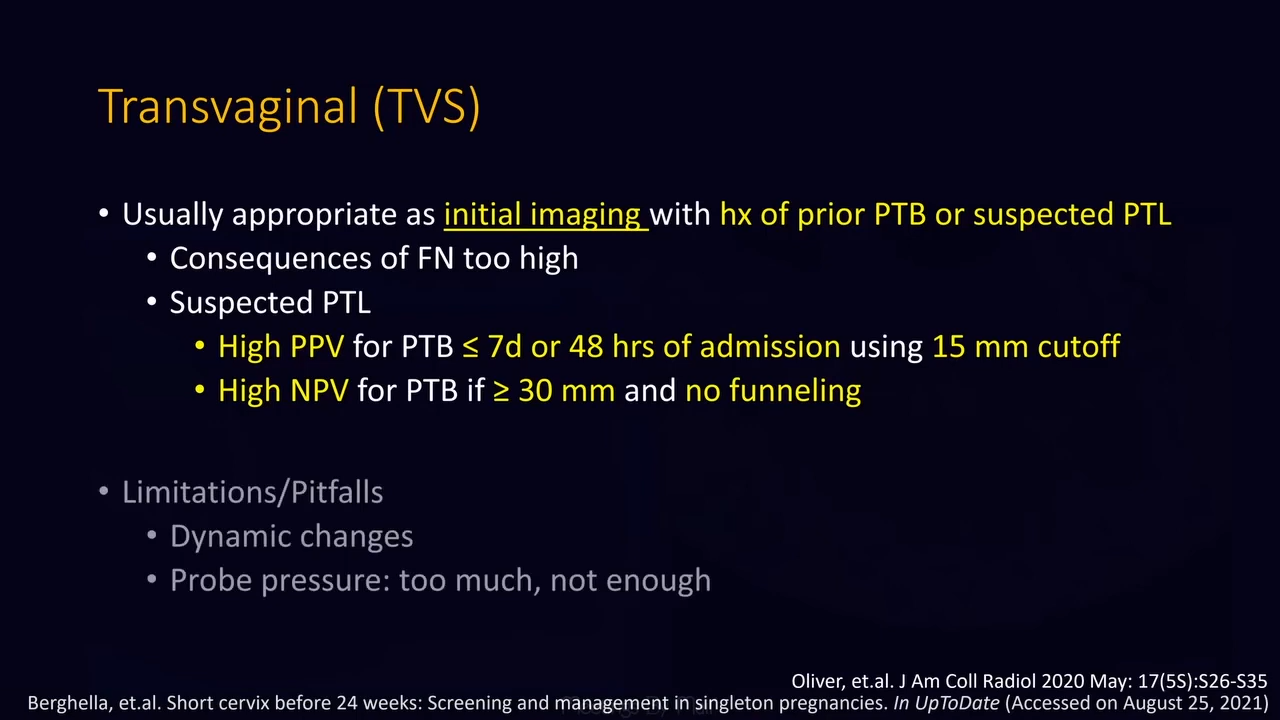 Transvaginal (TVS)
• Usually appropriate as initial imaging with hx of prior PTB or suspected PTL
• Consequences of FN too high
• Suspected PTL
• High PPV for PTB ≤ 7d or 48 hrs of admission using 15 mm cutoff
• High NPV for PTB if ≥ 30 mm and no funneling
• Limitations/Pitfalls
• Dynamic changes
• Probe pressure: too much, not enough
Oliver, et.al. J Am Coll Radiol 2020 May: 17(5S):S26-S35
Berghella, et.al. Short cervix before 24 weeks: Screening and management in singleton pregnancies. In UpToDate (Accessed on August 25, 2021)